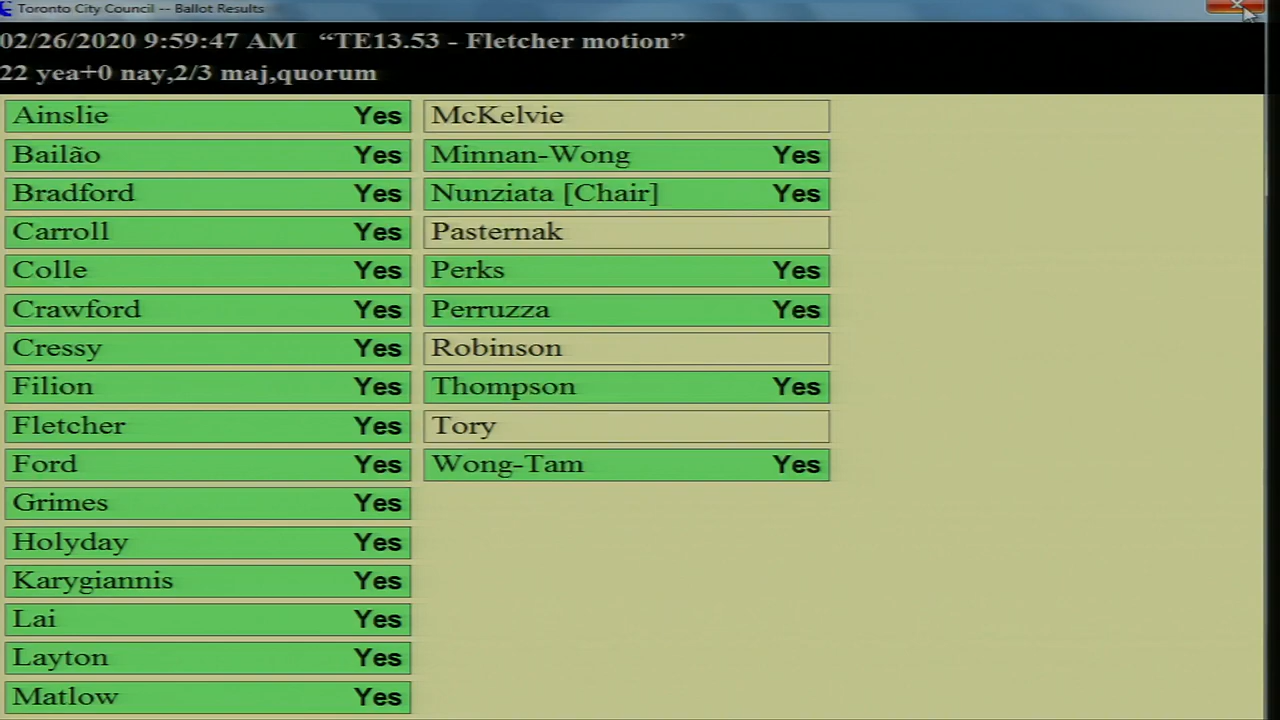 Toronto City Council -- Ballot Results
02/26/2020 9:59:47 AM “TE13.53 - Fletcher motion”
22 yea+0 nay,2/3 maj,quorum
Ainslie Yes
Bailão Yes
Bradford Yes
Carroll Yes
Colle Yes
Crawford Yes
Cressy Yes
Filion Yes
Fletcher Yes
Ford Yes
Grimes Yes
Holyday Yes
Karygiannis Yes
Lai Yes
Layton Yes
Matlow Yes
McKelvie
Minnan-Wong Yes
Nunziata [Chair] Yes
Pasternak
Perks Yes
Perruzza Yes
Robinson
Thompson Yes
Tory
Wong-Tam Yes